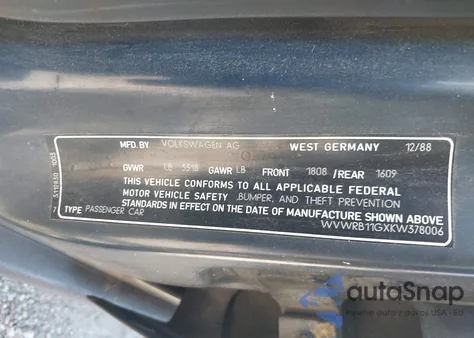 MFD. BY VOLKSWAGEN AG WEST GERMANY 12/88
GVWR LB 3318 GAWR LB FRONT 1808 /REAR 1609
THIS VEHICLE CONFORMS TO ALL APPLICABLE FEDERAL
MOTOR VEHICLE SAFETY ,BUMPER, AND THEFT PREVENTION
STANDARDS IN EFFECT ON THE DATE OF MANUFACTURE SHOWN ABOVE
TYPE PASSENGER CAR WVWRB11GXKW378006
autoSnap